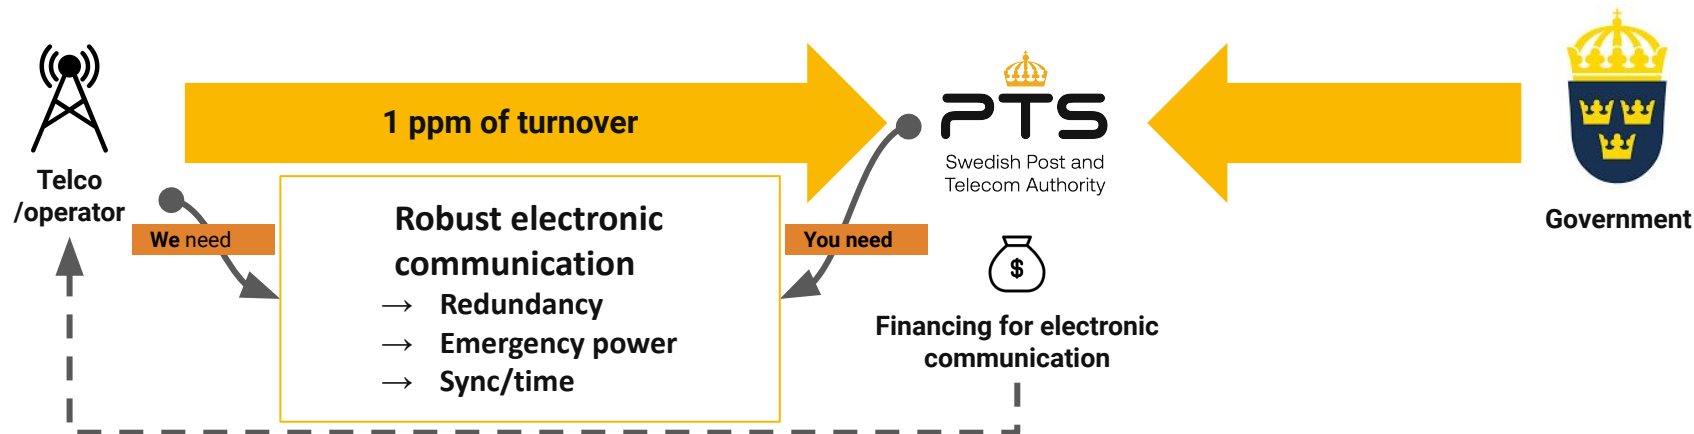 Telco
/operator
1 ppm of turnover
PTS
Swedish Post and
Telecom Authority
Government
We need
You need
Robust electronic
communication
→ Redundancy
→ Emergency power
→ Sync/time
$
Financing for electronic
communication